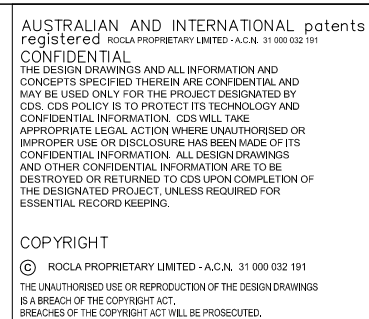 AUSTRALIAN AND INTERNATIONAL patents
registered ROCLA PROPRIETARY LIMITED - A.C.N. 31 000 032 191
CONFIDENTIAL
THE DESIGN DRAWINGS AND ALL INFORMATION AND
CONCEPTS SPECIFIED THEREIN ARE CONFIDENTIAL AND
MAY BE USED ONLY FOR THE PROJECT DESIGNATED BY
CDS. CDS POLICY IS TO PROTECT ITS TECHNOLOGY AND
CONFIDENTIAL INFORMATION. CDS WILL TAKE
APPROPRIATE LEGAL ACTION WHERE UNAUTHORISED OR
IMPROPER USE OR DISCLOSURE HAS BEEN MADE OF ITS
CONFIDENTIAL INFORMATION. ALL DESIGN DRAWINGS
AND OTHER CONFIDENTIAL INFORMATION ARE TO BE
DESTROYED OR RETURNED TO CDS UPON COMPLETION OF
THE DESIGNATED PROJECT, UNLESS REQUIRED FOR
ESSENTIAL RECORD KEEPING.
COPYRIGHT
© ROCLA PROPRIETARY LIMITED - A.C.N. 31 000 032 191
THE UNAUTHORISED USE OR REPRODUCTION OF THE DESIGN DRAWINGS
IS A BREACH OF THE COPYRIGHT ACT.
BREACHES OF THE COPYRIGHT ACT WILL BE PROSECUTED.